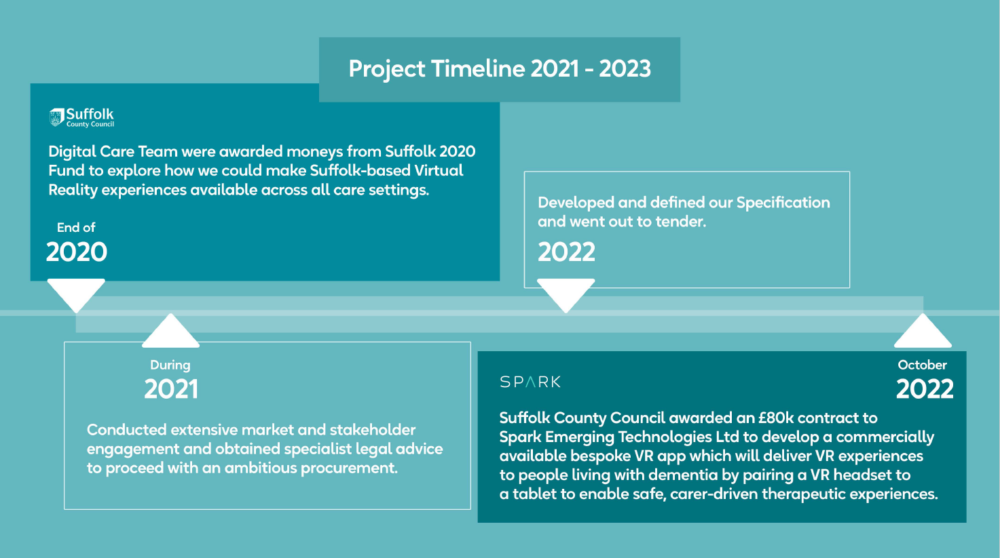 Project Timeline 2021 - 2023
Suffolk
County Council
Digital Care Team were awarded moneys from Suffolk 2020
Fund to explore how we could make Suffolk-based Virtual
Reality experiences available across all care settings.
End of
2020
Developed and defined our Specification
and went out to tender.
2022
During
2021
Conducted extensive market and stakeholder
engagement and obtained specialist legal advice
to proceed with an ambitious procurement.
SPARK
October
2022
Suffolk County Council awarded an £80k contract to
Spark Emerging Technologies Ltd to develop a commercially
available bespoke VR app which will deliver VR experiences
to people living with dementia by pairing a VR headset to
a tablet to enable safe, carer-driven therapeutic experiences.